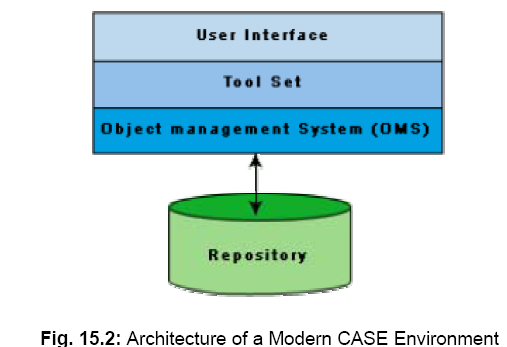 User Interface
Tool Set
Object management System (OMS)
Repository
Fig. 15.2: Architecture of a Modern CASE Environment